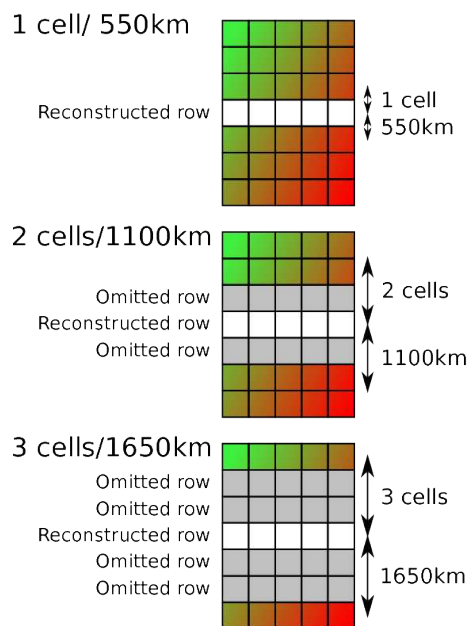 1 cell/ 550km
Reconstructed row
1 cell
550km
2 cells/1100km
Omitted row
Reconstructed row
Omitted row
2 cells
1100km
3 cells/1650km
Omitted row
Omitted row
Reconstructed row
Omitted row
Omitted row
3 cells
1650km